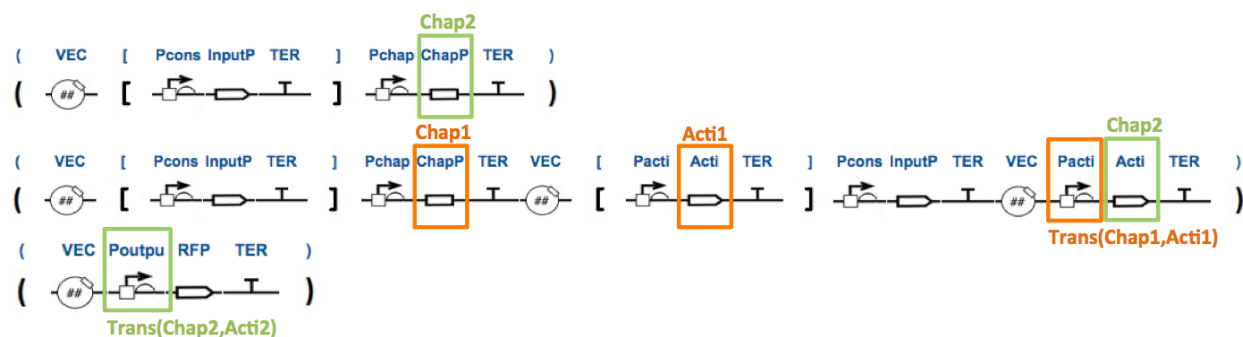 Chap2
( VEC [ Pcons InputP TER ] Pchap ChapP TER )
( ## [ ] )
Chap1 Acti1 Chap2
( VEC [ Pcons InputP TER ] Pchap ChapP TER VEC [ Pacti Acti TER ] Pcons InputP TER VEC Pacti Acti TER )
( ## [ ] ## [ ] ## )
Trans(Chap1,Acti1)
( VEC Poutpu RFP TER )
( ## )
Trans(Chap2,Acti2)